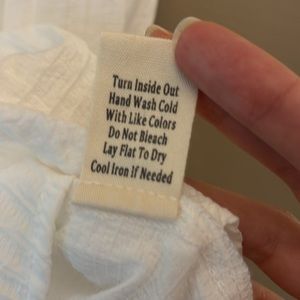 Turn Inside Out
Hand Wash Cold
With Like Colors
Do Not Bleach
Lay Flat To Dry
Cool Iron If Needed